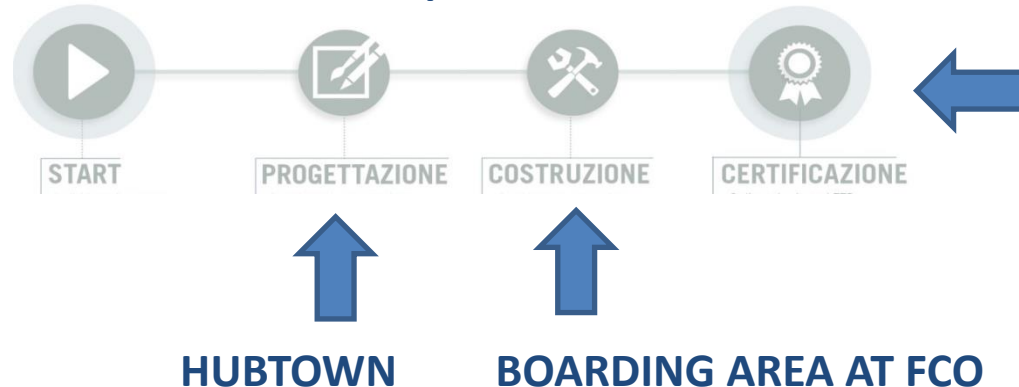 START PROGETTAZIONE COSTRUZIONE CERTIFICAZIONE
HUBTOWN BOARDING AREA AT FCO